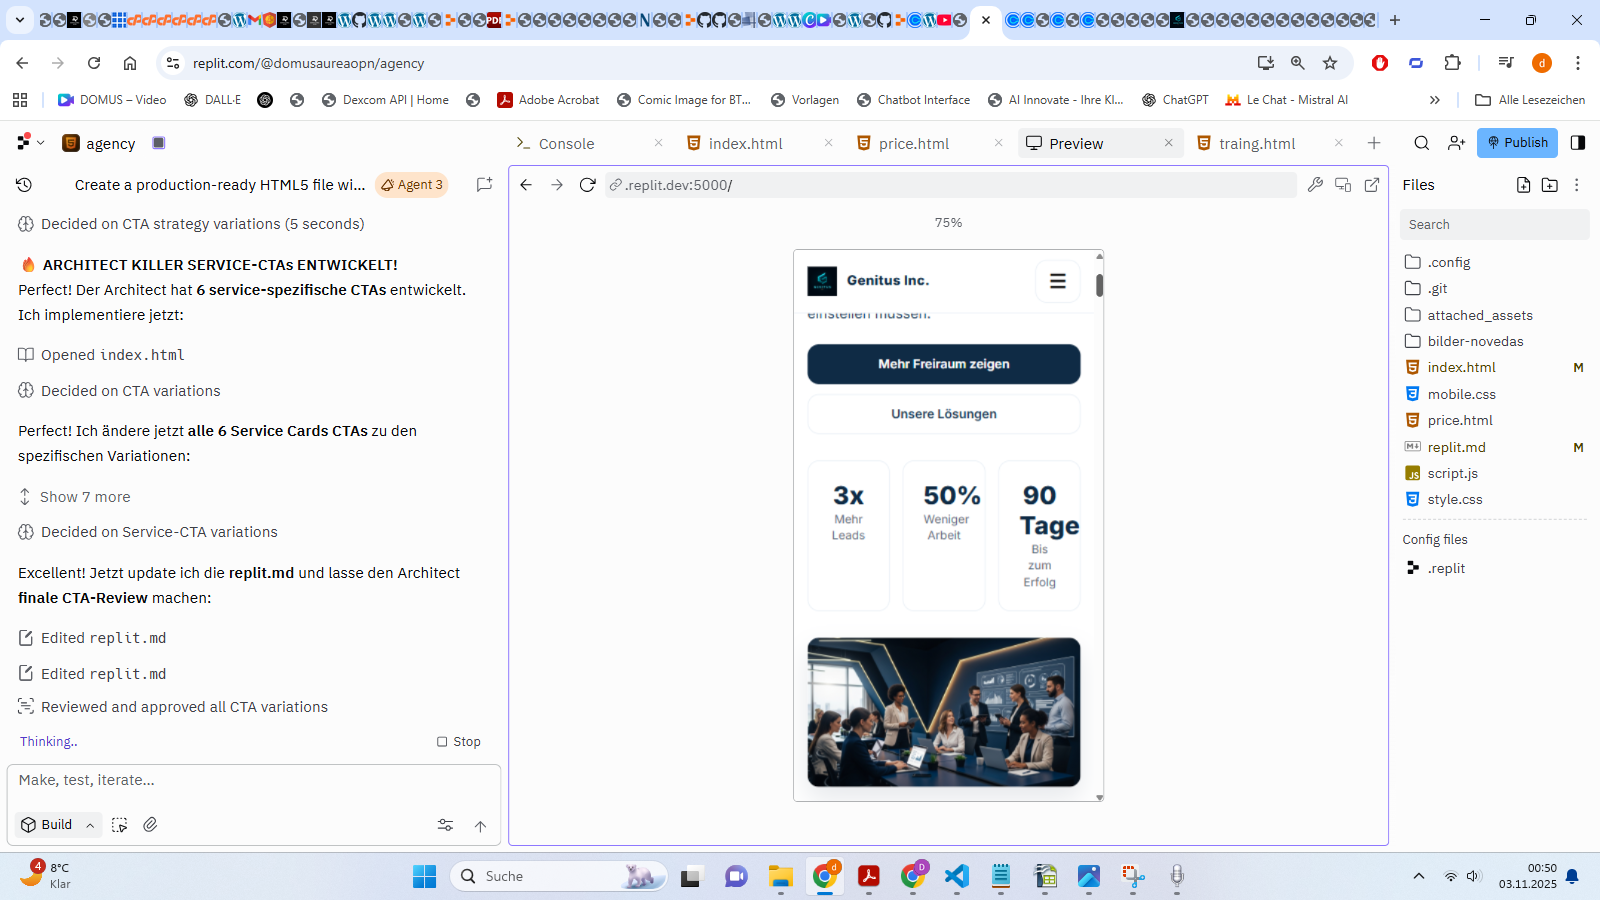 replit.com/@domusaureaopn/agency
DOMUS – Video
DALL·E
Dexcom API | Home
Adobe Acrobat
Comic Image for BT...
Vorlagen
Chatbot Interface
AI Innovate - Ihre KI...
ChatGPT
Le Chat - Mistral AI
Alle Lesezeichen
agency
Console
index.html
price.html
Preview
traing.html
Publish
Create a production-ready HTML5 file wi...
Agent 3
.replit.dev:5000/
Files
Decided on CTA strategy variations (5 seconds)
🔥 ARCHITECT KILLER SERVICE-CTAs ENTWICKELT!
Perfect! Der Architect hat 6 service-spezifische CTAs entwickelt.
Ich implementiere jetzt:
Opened index.html
Decided on CTA variations
Perfect! Ich ändere jetzt alle 6 Service Cards CTAs zu den
spezifischen Variationen:
Show 7 more
Decided on Service-CTA variations
Excellent! Jetzt update ich die replit.md und lasse den Architect
finale CTA-Review machen:
Edited replit.md
Edited replit.md
Reviewed and approved all CTA variations
Thinking..
Stop
Make, test, iterate...
Build
75%
Genitus Inc.
einstellen müssen.
Mehr Freiraum zeigen
Unsere Lösungen
3x
Mehr
Leads
50%
Weniger
Arbeit
90
Tage
Bis
zum
Erfolg
Search
.config
.git
attached_assets
bilder-novedas
index.html M
mobile.css
price.html
replit.md M
script.js
style.css
Config files
.replit
4
8°C
Klar
Suche
00:50
03.11.2025